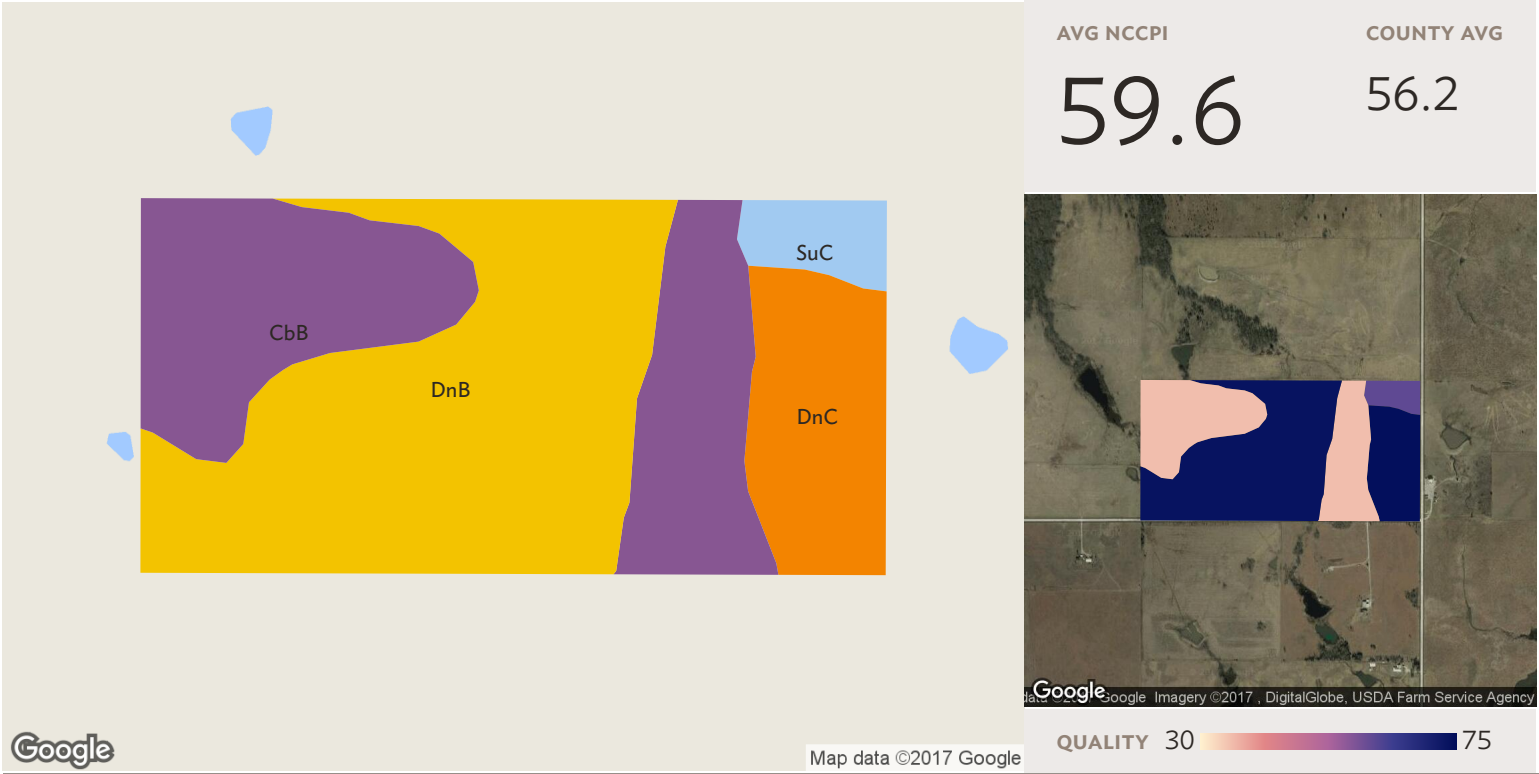 AVG NCCPI
COUNTY AVG
59.6
56.2
SuC
CbB
DnB
DnC
Google
Map data ©2017 Google
Google
Google Imagery ©2017 , DigitalGlobe, USDA Farm Service Agency
QUALITY 30 75